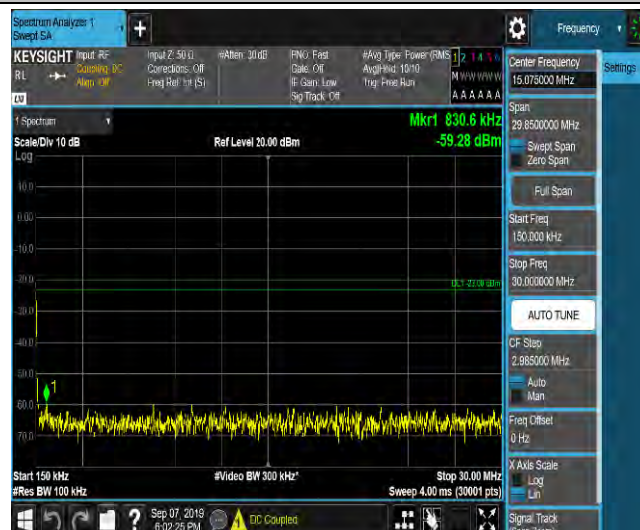 Spectrum Analyzer 1
Swept SA
Frequency
KEYSIGHT
RL
Input: RF
Coupling: DC
Align: Off
Input Z: 50 Ω
Corrections: Off
Freq Ref: Int (S)
#Atten: 30 dB
PNO: Fast
Gate: Off
IF Gain: Low
Sig Track: Off
#Avg Type: Power (RMS
Avg|Hold: 10/10
Trig: Free Run
1 2 3 4 5 6
M W W W W W
A A A A A A
LW
1 Spectrum
Scale/Div 10 dB
Log
Ref Level 20.00 dBm
Mkr1 830.6 kHz
-59.28 dBm
10.0
0.00
-10.0
-20.0
DL1 -23.00 dBm
-30.0
-40.0
-50.0
1
-60.0
-70.0
Start 150 kHz
#Res BW 100 kHz
#Video BW 300 kHz*
Stop 30.00 MHz
Sweep 4.00 ms (30001 pts)
Sep 07, 2019
6:02:25 PM
DC Coupled
Center Frequency
15.075000 MHz
Settings
Span
29.8500000 MHz
Swept Span
Zero Span
Full Span
Start Freq
150.000 kHz
Stop Freq
30.000000 MHz
AUTO TUNE
CF Step
2.985000 MHz
Auto
Man
Freq Offset
0 Hz
X Axis Scale
Log
Lin
Signal Track